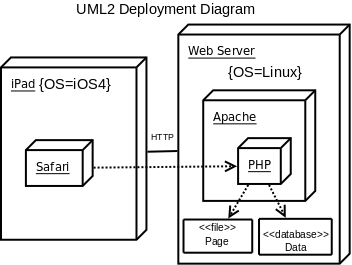 UML2 Deployment Diagram
iPad {OS=iOS4}
Safari
HTTP
Web Server
{OS=Linux}
Apache
PHP
<<file>>
Page
<<database>>
Data